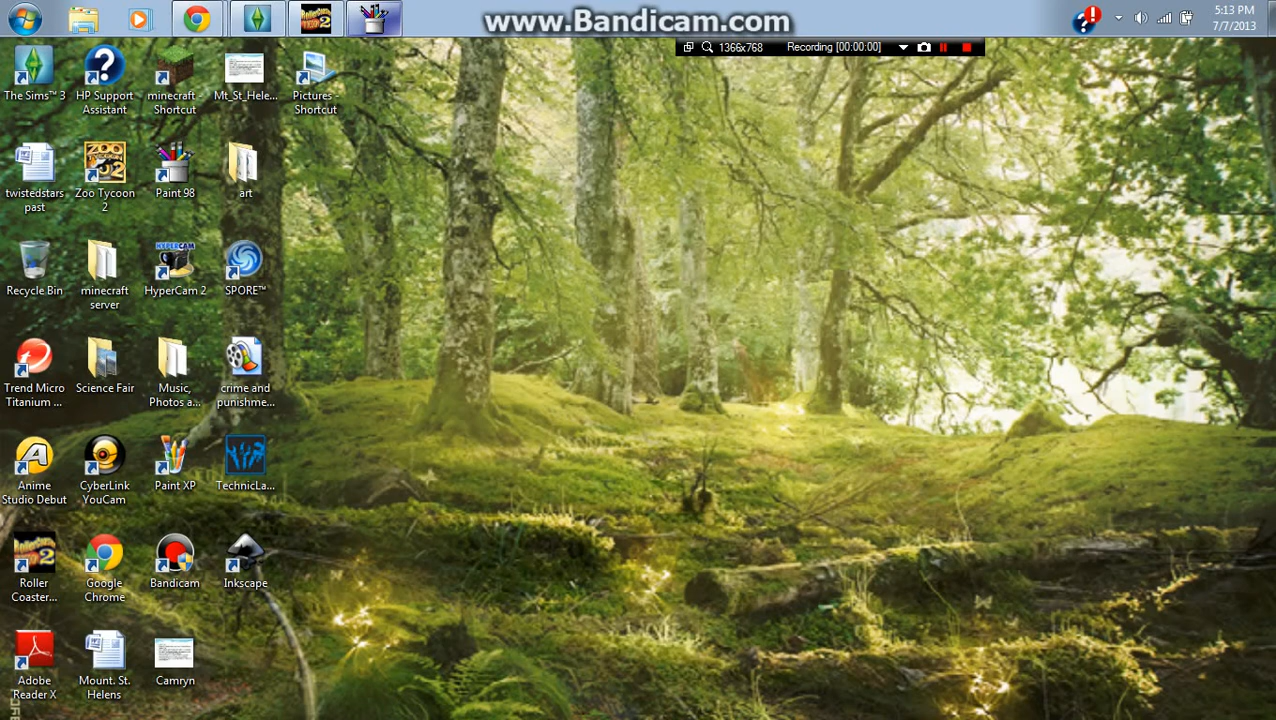 www.Bandicam.com
5:13 PM
7/7/2013
1366x768 Recording [00:00:00]
The Sims™ 3
HP Support Assistant
minecraft - Shortcut
Mt_St_Hele...
Pictures - Shortcut
twistedstars past
Zoo Tycoon 2
Paint 98
art
Recycle Bin
minecraft server
HyperCam 2
SPORE™
Trend Micro Titanium ...
Science Fair
Music, Photos a...
crime and punishme...
Anime Studio Debut
CyberLink YouCam
Paint XP
TechnicLa...
Roller Coaster...
Google Chrome
Bandicam
Inkscape
Adobe Reader X
Mount. St. Helens
Camryn